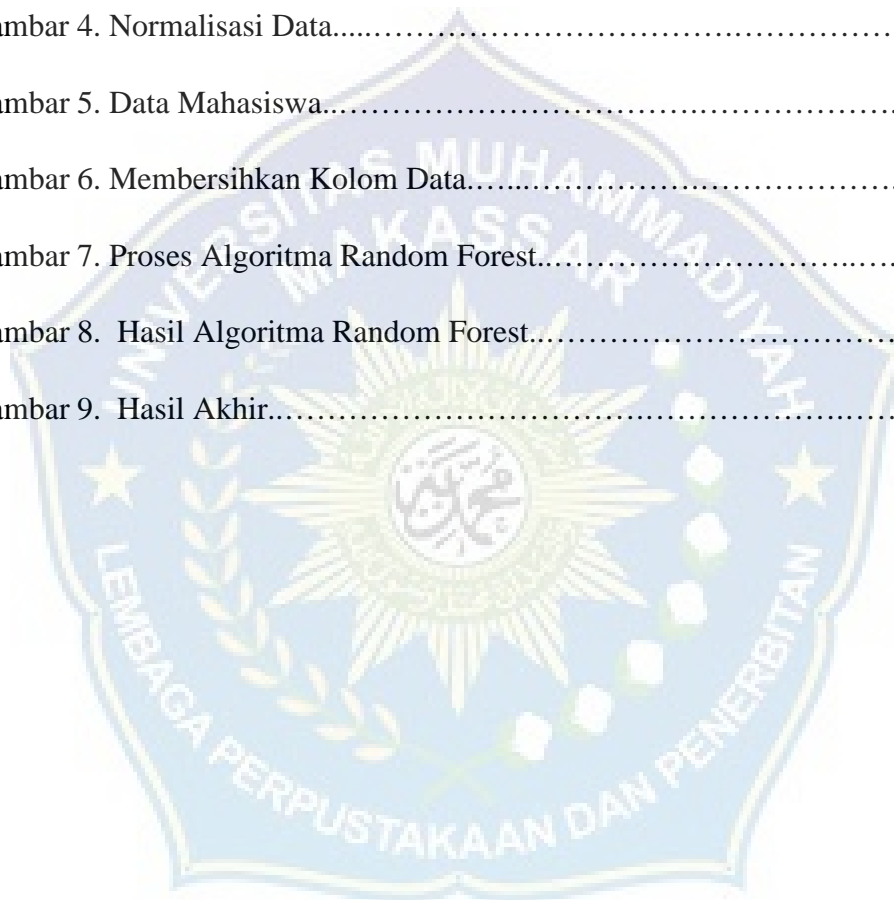 ambar 4. Normalisasi Data.....……………………………………………
ambar 5. Data Mahasiswa..…………………………………………………
ambar 6. Membersihkan Kolom Data.…...………………………………
ambar 7. Proses Algoritma Random Forest..……………………………
ambar 8.  Hasil Algoritma Random Forest..………………………………
ambar 9.  Hasil Akhir..………………………………………………………
UNIVERSITAS MUHAMMADIYAH
MAKASSAR
LEMBAGA PERPUSTAKAAN DAN PENERBITAN